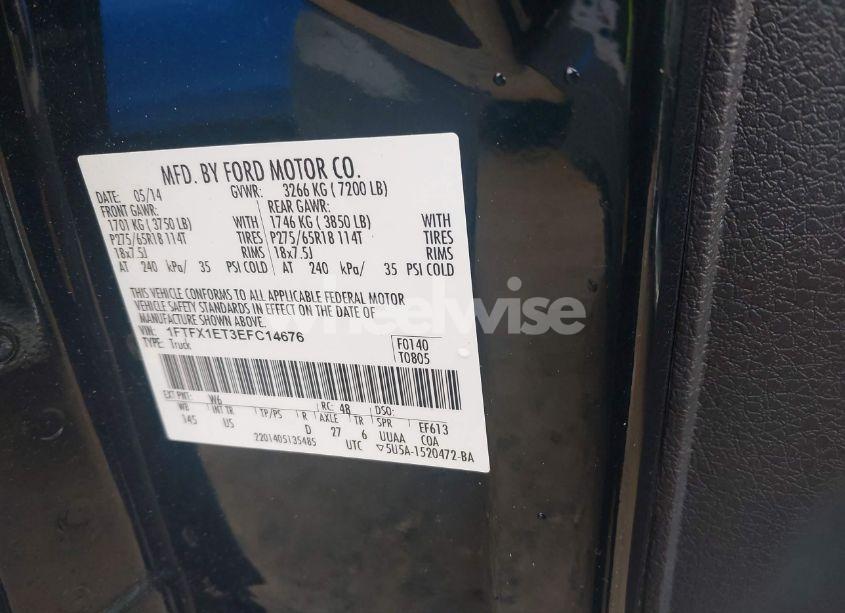 MFD. BY FORD MOTOR CO.
DATE: 05/14 GVWR: 3266 KG ( 7200 LB)
FRONT GAWR: REAR GAWR:
1701 KG ( 3750 LB) WITH 1746 KG ( 3850 LB) WITH
P275/65R18 114T TIRES P275/65R18 114T TIRES
18x7.5J RIMS 18x7.5J RIMS
AT 240 kPa/ 35 PSI COLD AT 240 kPa/ 35 PSI COLD
THIS VEHICLE CONFORMS TO ALL APPLICABLE FEDERAL MOTOR
VEHICLE SAFETY STANDARDS IN EFFECT ON THE DATE OF
MANUFACTURE SHOWN ABOVE.
VIN: 1FTFX1ET3EFC14676 F0140
TYPE: Truck T0805
EXT PNT: W6 RC: 48 DSO:
WB INT TR TP/PS R AXLE TR SPR EF613
145 US D 27 6 UUAA COA
2201405135485 UTC ▽5U5A-1520472-BA
wheelwise